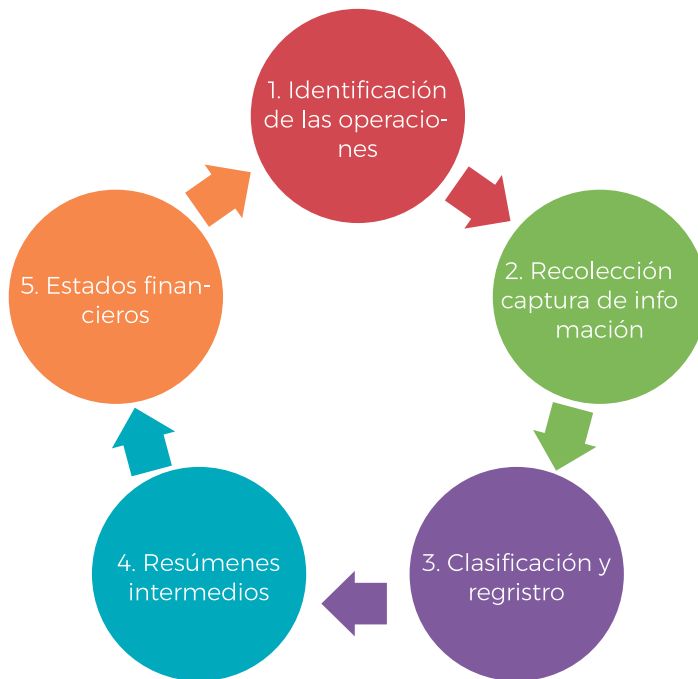 1. Identificación
de las operacio-
nes
2. Recolección
captura de info
mación
3. Clasificación y
regristro
4. Resúmenes
intermedios
5. Estados finan-
cieros